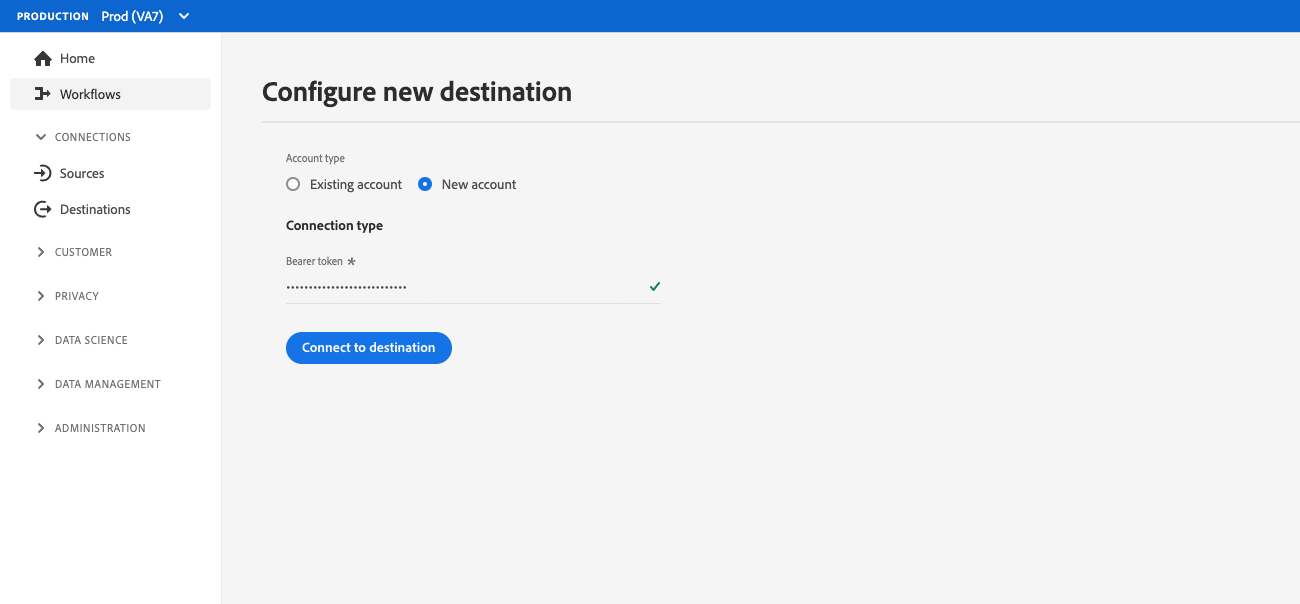 PRODUCTION Prod (VA7)
Home
Workflows
CONNECTIONS
Sources
Destinations
CUSTOMER
PRIVACY
DATA SCIENCE
DATA MANAGEMENT
ADMINISTRATION
Configure new destination
Account type
Existing account New account
Connection type
Bearer token *
•••••••••••••••••••••••••••
Connect to destination